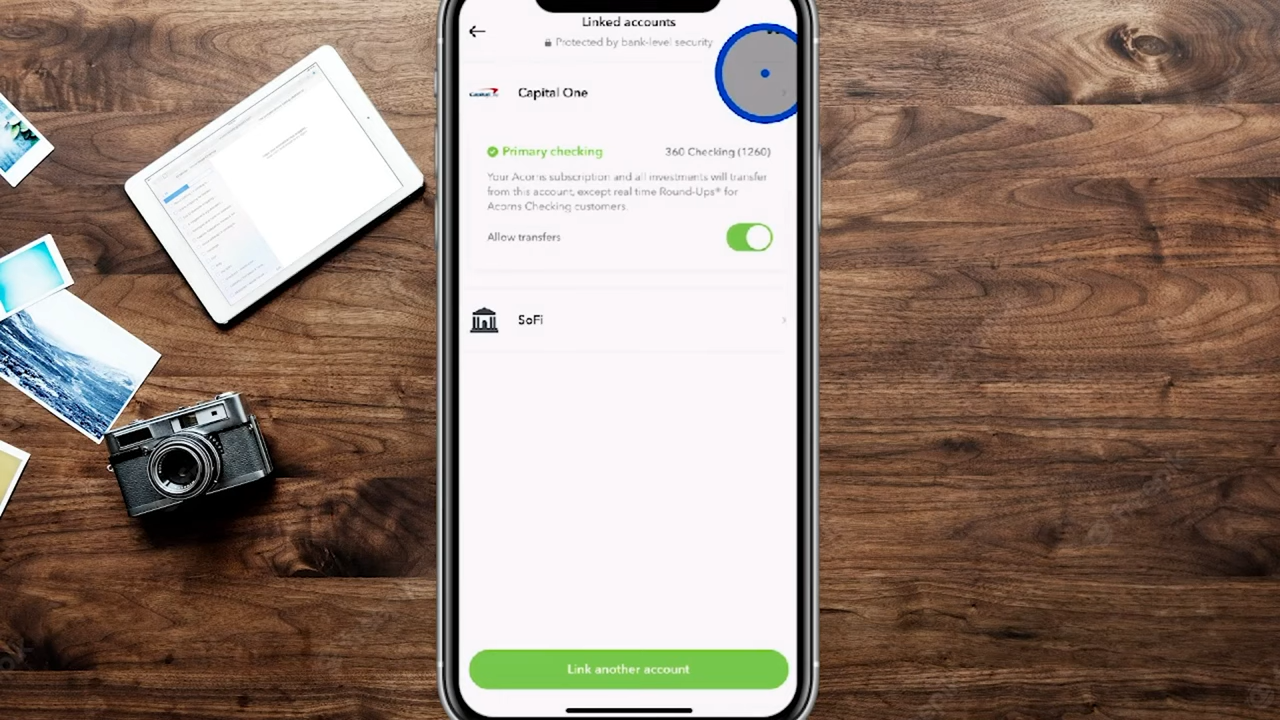 Linked accounts
Protected by bank-level security
Capital One
Primary checking
360 Checking (1260)
Your Acorns subscription and all investments will transfer
from this account, except real time Round-Ups® for
Acorns Checking customers.
Allow transfers
SoFi
Link another account